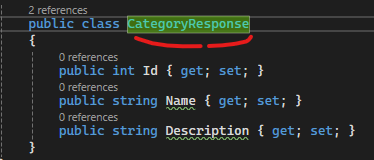 2 references
public class CategoryResponse
{
0 references
public int Id { get; set; }
0 references
public string Name { get; set; }
0 references
public string Description { get; set; }
}